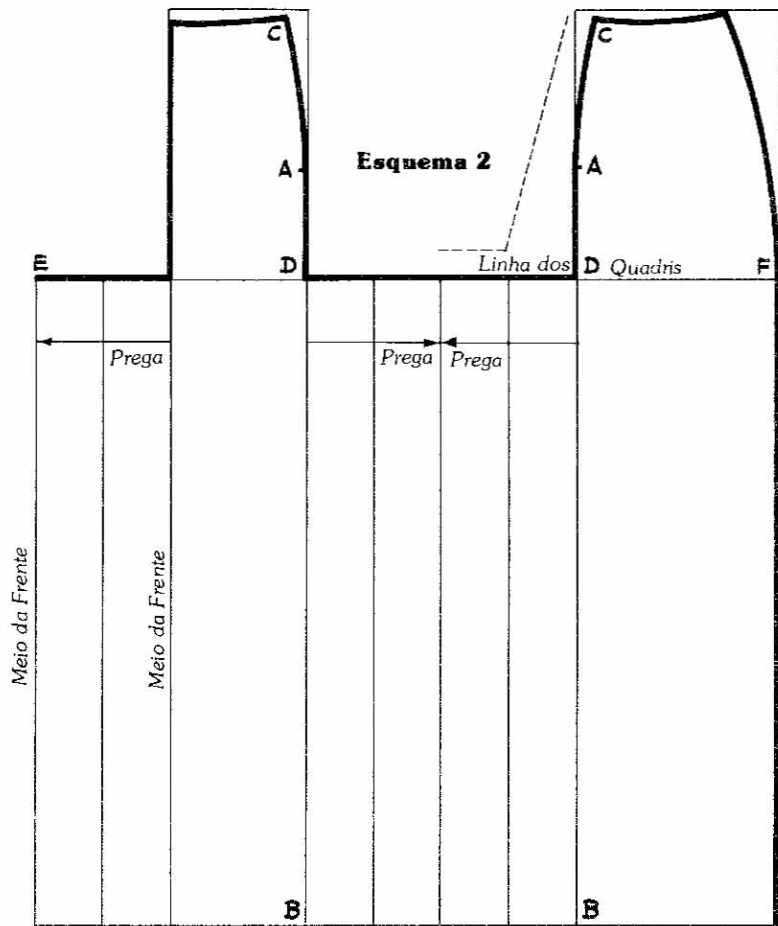 C
C
A
Esquema 2
A
E
D
Linha dos
D
Quadris
F
Prega
Prega
Prega
Meio da Frente
Meio da Frente
B
B